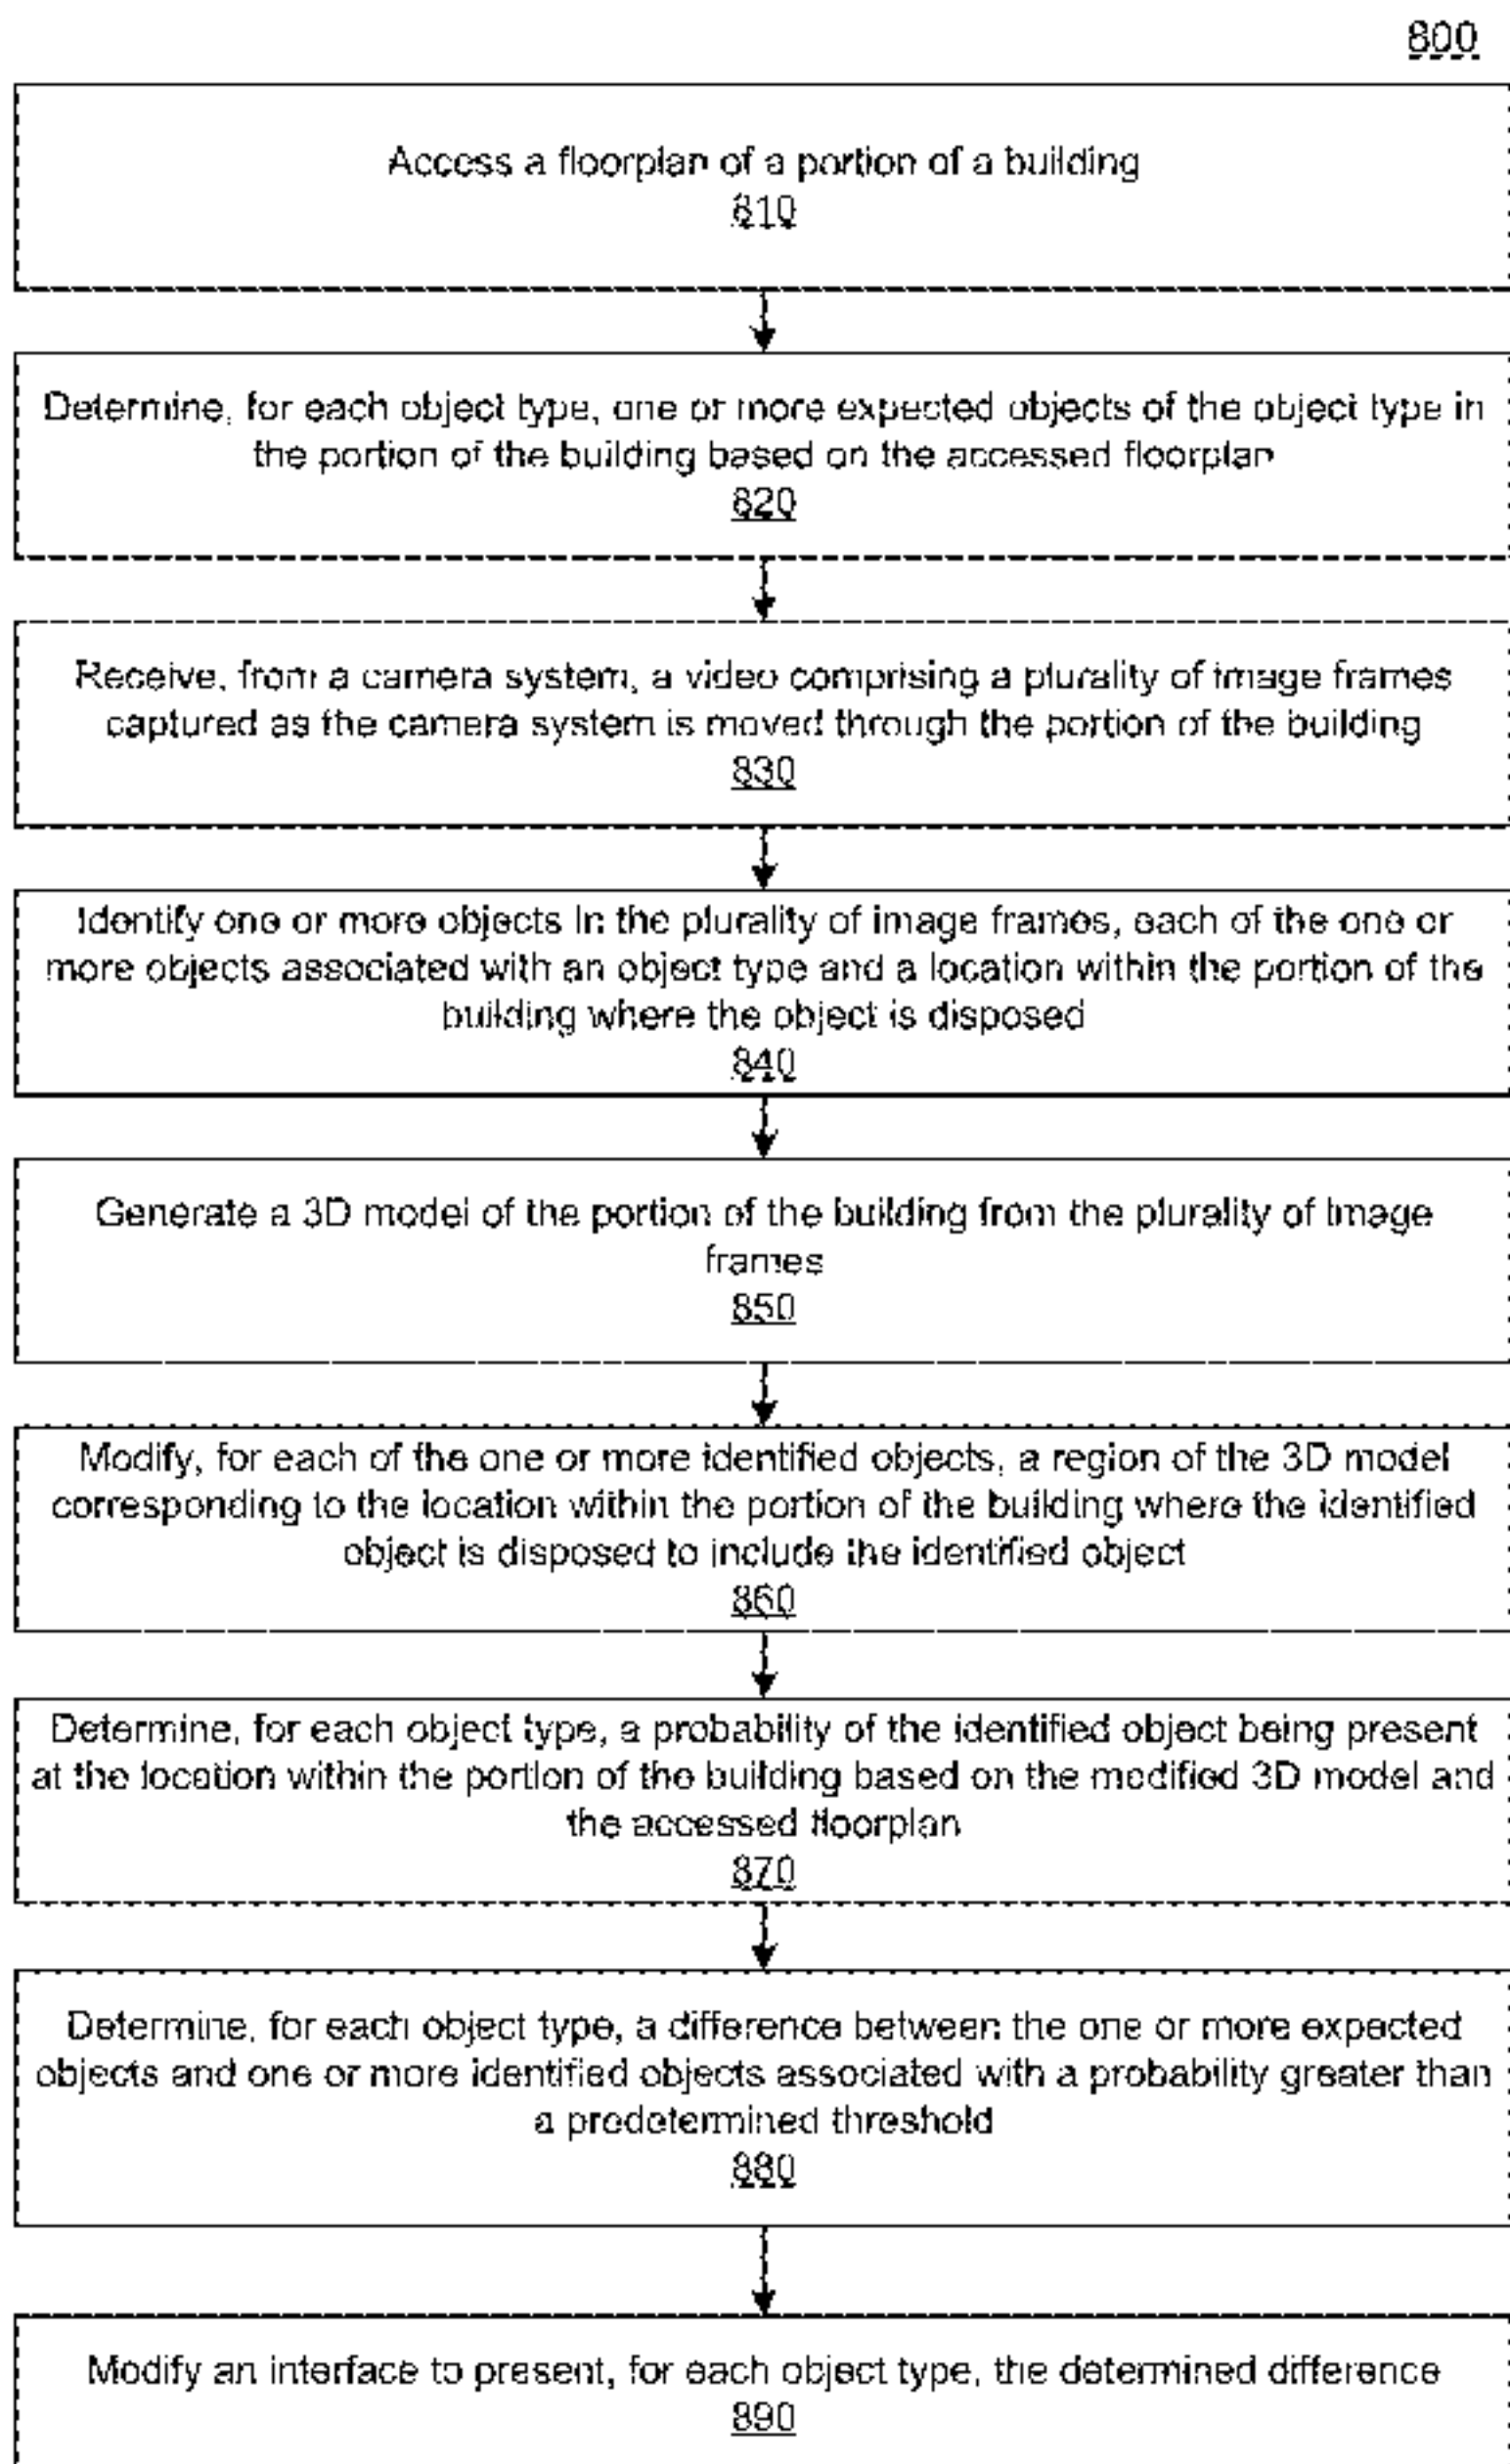 800
Access a floorplan of a portion of a building
810
Determine, for each object type, one or more expected objects of the object type in
the portion of the building based on the accessed floorplan
820
Receive, from a camera system, a video comprising a plurality of image frames
captured as the camera system is moved through the portion of the building
830
Identify one or more objects in the plurality of image frames, each of the one or
more objects associated with an object type and a location within the portion of the
building where the object is disposed
840
Generate a 3D model of the portion of the building from the plurality of image
frames
850
Modify, for each of the one or more identified objects, a region of the 3D model
corresponding to the location within the portion of the building where the identified
object is disposed to include the identified object
860
Determine, for each object type, a probability of the identified object being present
at the location within the portion of the building based on the modified 3D model and
the accessed floorplan
870
Determine, for each object type, a difference between the one or more expected
objects and one or more identified objects associated with a probability greater than
a predetermined threshold
880
Modify an interface to present, for each object type, the determined difference
890